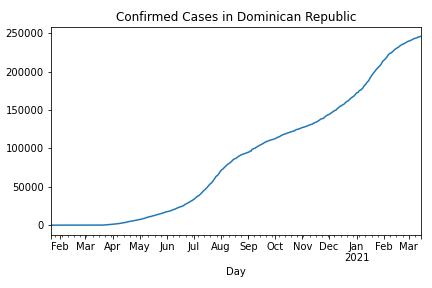 Confirmed Cases in Dominican Republic
250000
200000
150000
100000
50000
0
Feb Mar Apr May Jun Jul Aug Sep Oct Nov Dec Jan Feb Mar
2021
Day